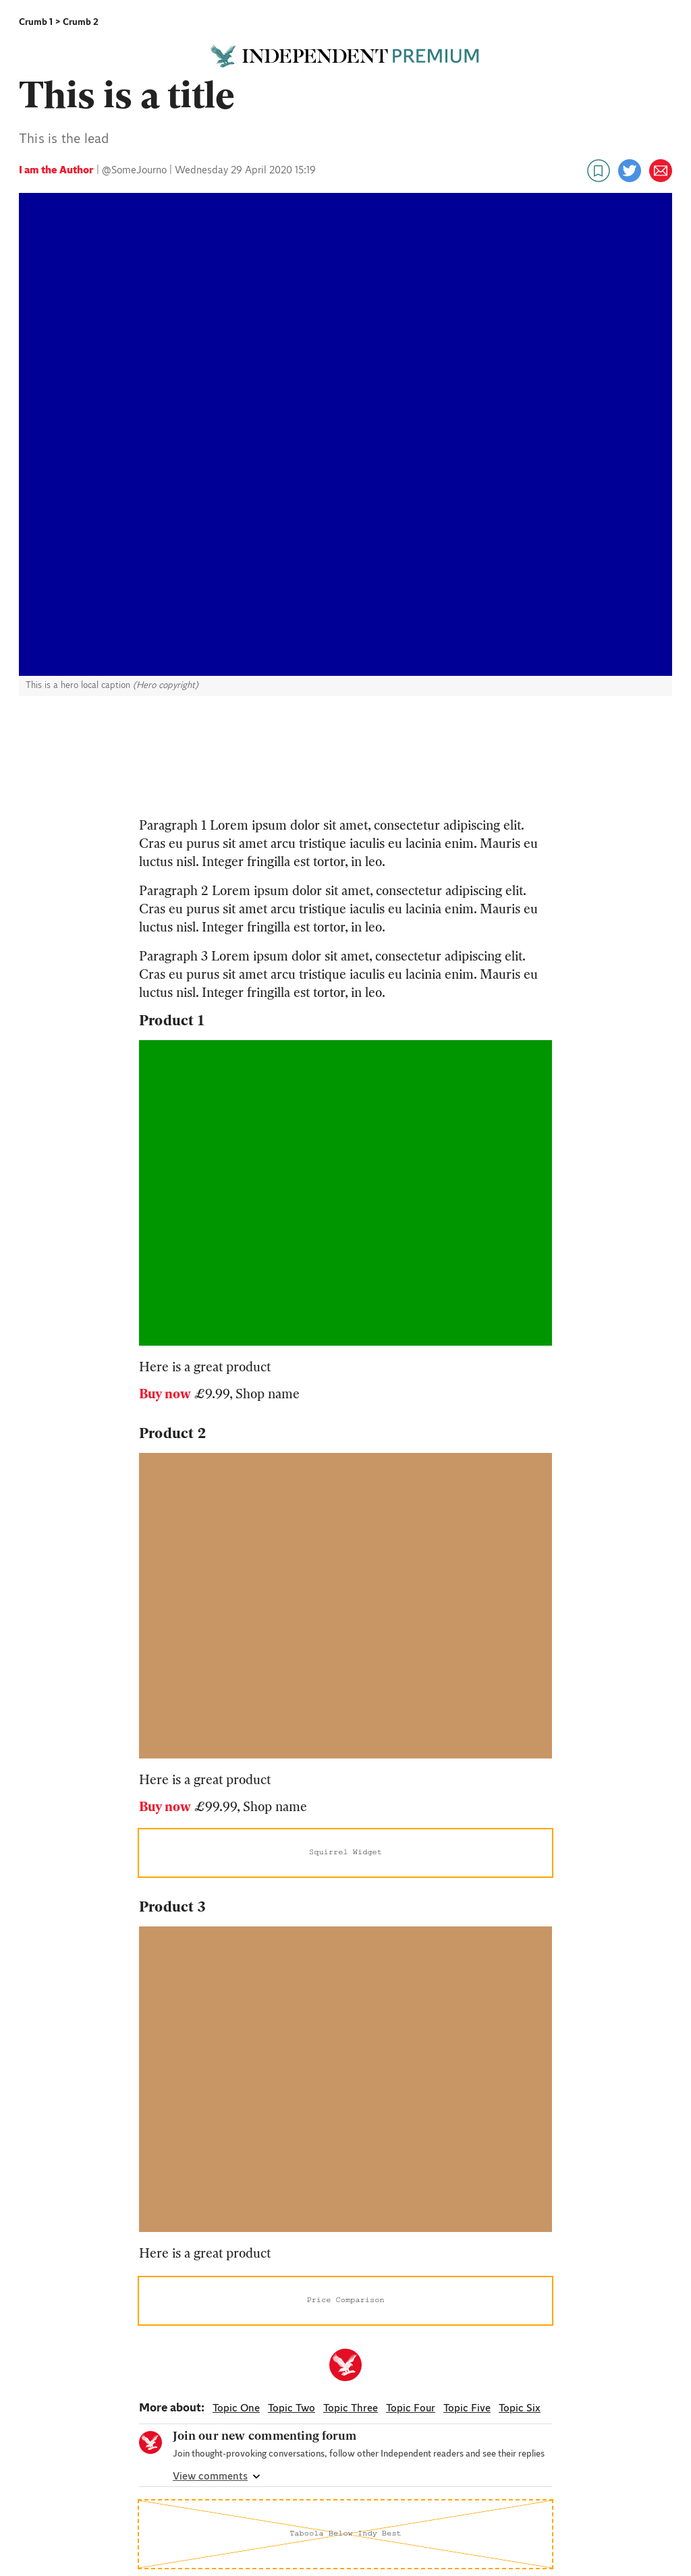 Crumb 1 > Crumb 2
INDEPENDENT PREMIUM
This is a title
This is the lead
I am the Author | @SomeJourno | Wednesday 29 April 2020 15:19
This is a hero local caption (Hero copyright)
Paragraph 1 Lorem ipsum dolor sit amet, consectetur adipiscing elit.
Cras eu purus sit amet arcu tristique iaculis eu lacinia enim. Mauris eu
luctus nisl. Integer fringilla est tortor, in leo.
Paragraph 2 Lorem ipsum dolor sit amet, consectetur adipiscing elit.
Cras eu purus sit amet arcu tristique iaculis eu lacinia enim. Mauris eu
luctus nisl. Integer fringilla est tortor, in leo.
Paragraph 3 Lorem ipsum dolor sit amet, consectetur adipiscing elit.
Cras eu purus sit amet arcu tristique iaculis eu lacinia enim. Mauris eu
luctus nisl. Integer fringilla est tortor, in leo.
Product 1
Here is a great product
Buy now £9.99, Shop name
Product 2
Here is a great product
Buy now £99.99, Shop name
Squirrel Widget
Product 3
Here is a great product
Price Comparison
More about: Topic One Topic Two Topic Three Topic Four Topic Five Topic Six
Join our new commenting forum
Join thought-provoking conversations, follow other Independent readers and see their replies
View comments
Taboola Below Indy Best